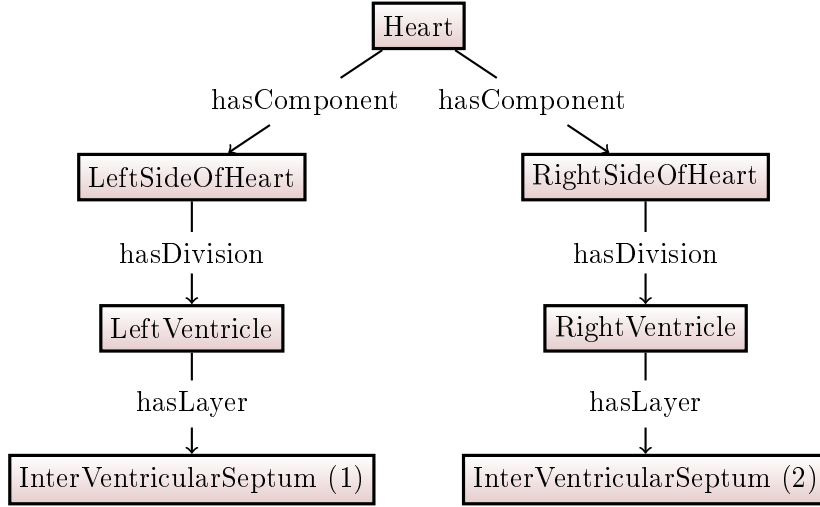 Heart
hasComponent hasComponent
LeftSideOfHeart RightSideOfHeart
hasDivision hasDivision
LeftVentricle RightVentricle
hasLayer hasLayer
InterVentricularSeptum (1) InterVentricularSeptum (2)